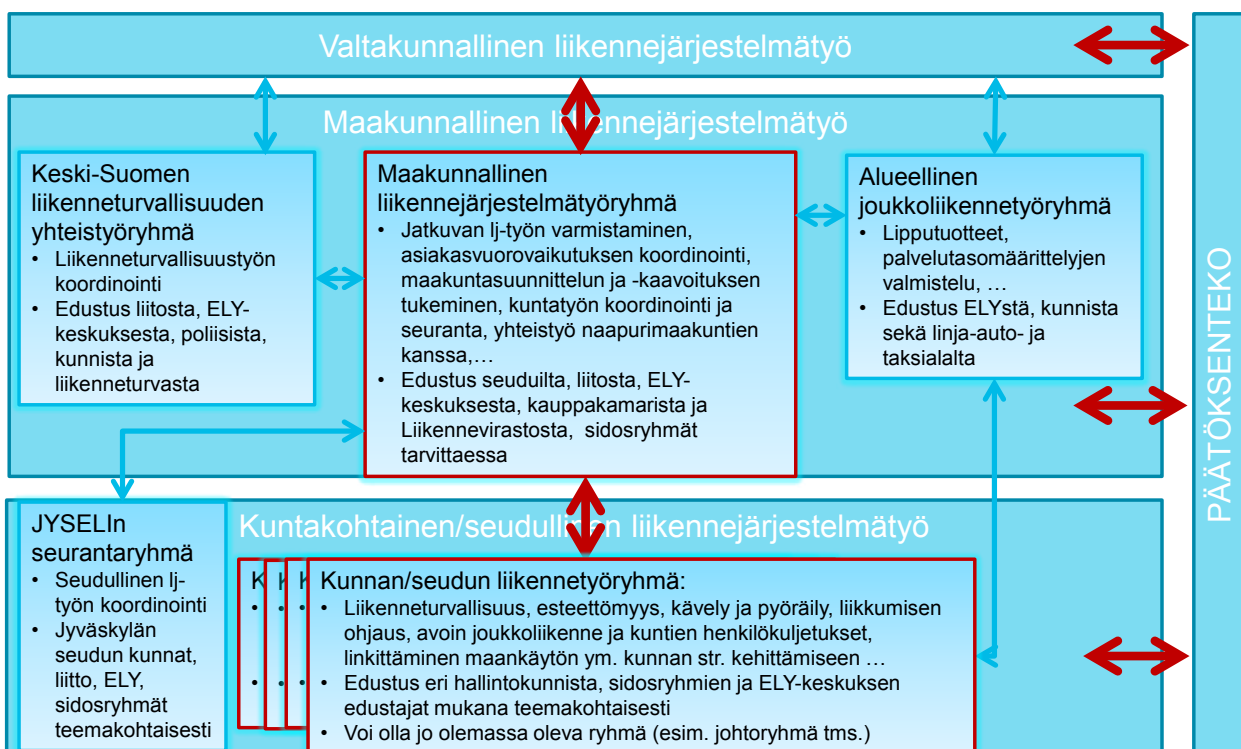 Valtakunnallinen liikennejärjestelmätyö
Maakunnallinen liikennejärjestelmätyö
Keski-Suomen
liikenneturvallisuuden
yhteistyöryhmä
• Liikenneturvallisuustyön
koordinointi
• Edustus liitosta, ELY-
keskuksesta, poliisista,
kunnista ja
liikenneturvasta
Maakunnallinen
liikennejärjestelmätyöryhmä
• Jatkuvan lj-työn varmistaminen,
asiakasvuorovaikutuksen koordinointi,
maakuntasuunnittelun ja -kaavoituksen
tukeminen, kuntatyön koordinointi ja
seuranta, yhteistyö naapurimaakuntien
kanssa,…
• Edustus seuduilta, liitosta, ELY-
keskuksesta, kauppakamarista ja
Liikennevirastosta, sidosryhmät
tarvittaessa
Alueellinen
joukkoliikennetyöryhmä
• Lipputuotteet,
palvelutasomäärittelyjen
valmistelu, …
• Edustus ELYstä, kunnista
sekä linja-auto- ja
taksialalta
PÄÄTÖKSENTEKO
JYSELIn
seurantaryhmä
• Seudullinen lj-
työn koordinointi
• Jyväskylän
seudun kunnat,
liitto, ELY,
sidosryhmät
teemakohtaisesti
Kuntakohtainen/seudullinen liikennejärjestelmätyö
K K K
Kunnan/seudun liikennetyöryhmä:
• Liikenneturvallisuus, esteettömyys, kävely ja pyöräily, liikkumisen
ohjaus, avoin joukkoliikenne ja kuntien henkilökuljetukset,
linkittäminen maankäytön ym. kunnan str. kehittämiseen …
• Edustus eri hallintokunnista, sidosryhmien ja ELY-keskuksen
edustajat mukana teemakohtaisesti
• Voi olla jo olemassa oleva ryhmä (esim. johtoryhmä tms.)